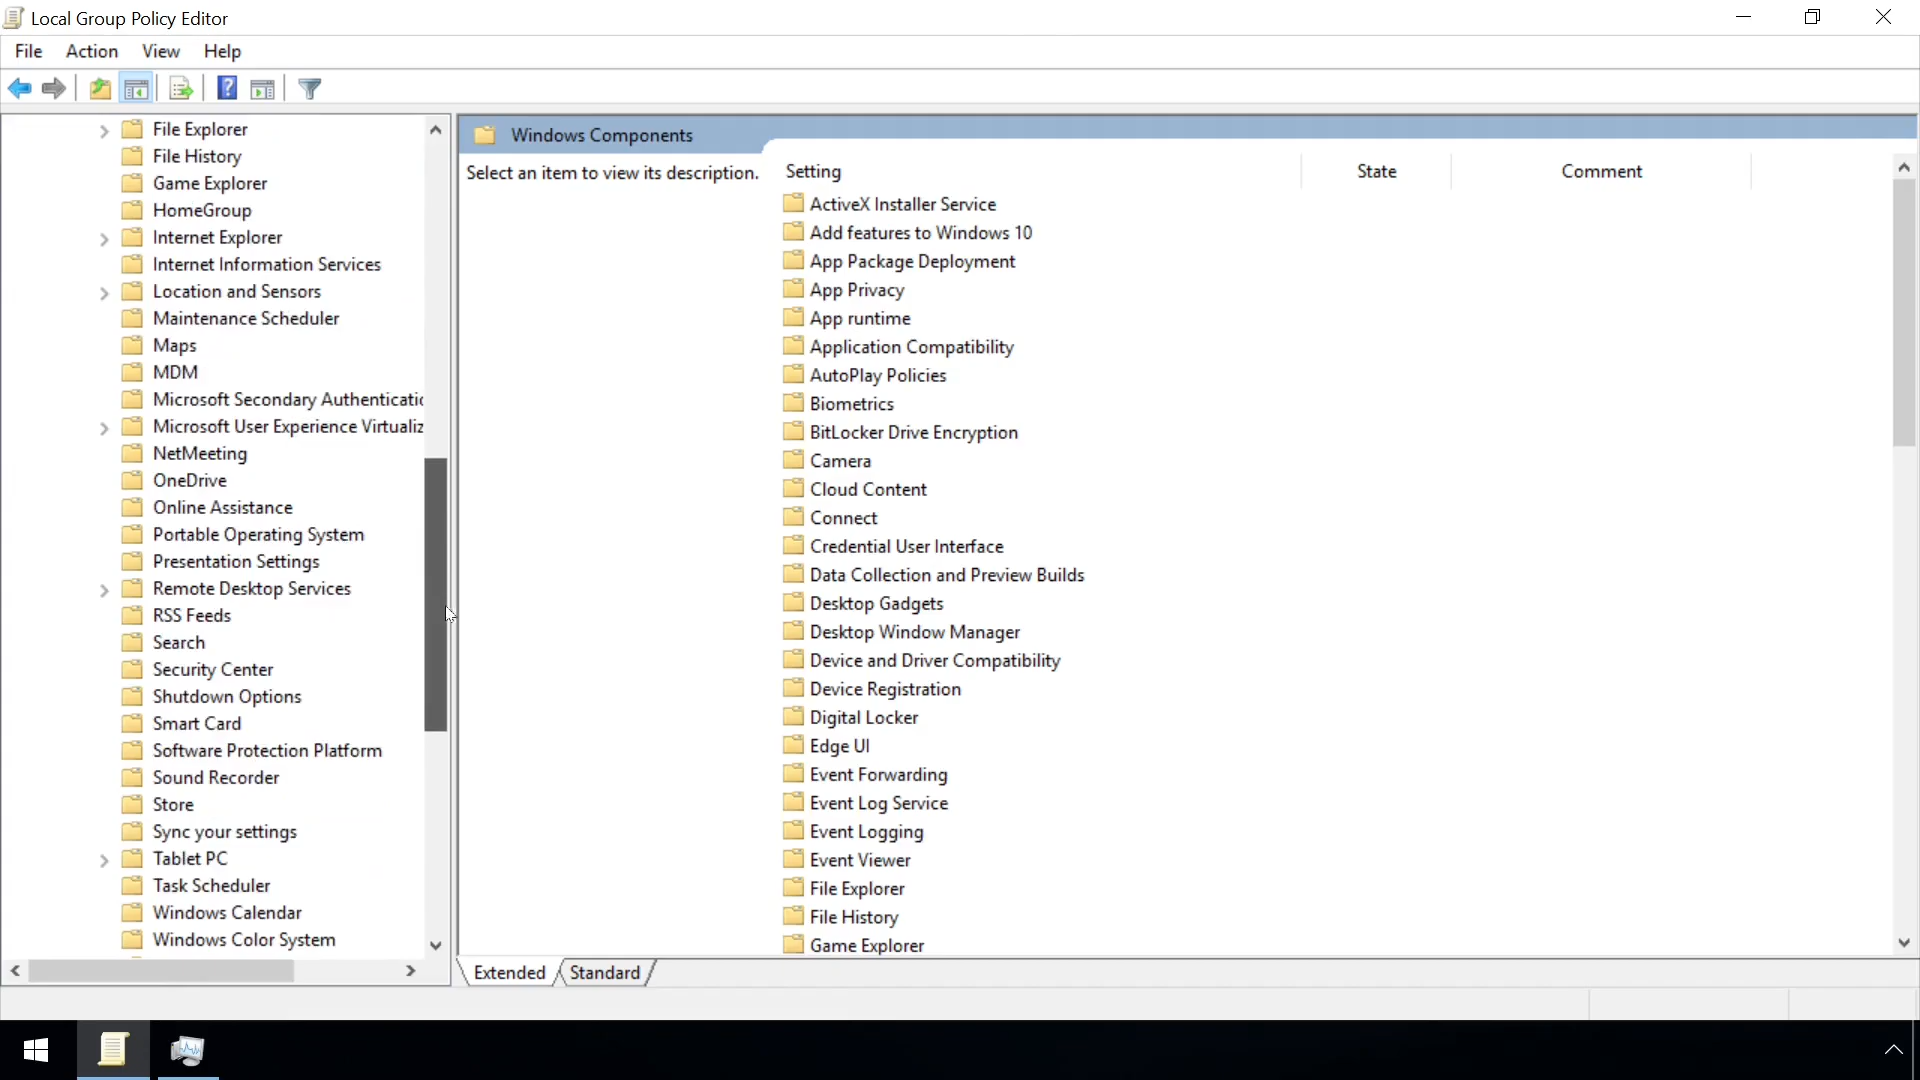 Local Group Policy Editor
File Action View Help
File Explorer
File History
Game Explorer
HomeGroup
Internet Explorer
Internet Information Services
Location and Sensors
Maintenance Scheduler
Maps
MDM
Microsoft Secondary Authenticatic
Microsoft User Experience Virtualiz
NetMeeting
OneDrive
Online Assistance
Portable Operating System
Presentation Settings
Remote Desktop Services
RSS Feeds
Search
Security Center
Shutdown Options
Smart Card
Software Protection Platform
Sound Recorder
Store
Sync your settings
Tablet PC
Task Scheduler
Windows Calendar
Windows Color System
Windows Components
Select an item to view its description.
Setting State Comment
ActiveX Installer Service
Add features to Windows 10
App Package Deployment
App Privacy
App runtime
Application Compatibility
AutoPlay Policies
Biometrics
BitLocker Drive Encryption
Camera
Cloud Content
Connect
Credential User Interface
Data Collection and Preview Builds
Desktop Gadgets
Desktop Window Manager
Device and Driver Compatibility
Device Registration
Digital Locker
Edge UI
Event Forwarding
Event Log Service
Event Logging
Event Viewer
File Explorer
File History
Game Explorer
Extended Standard